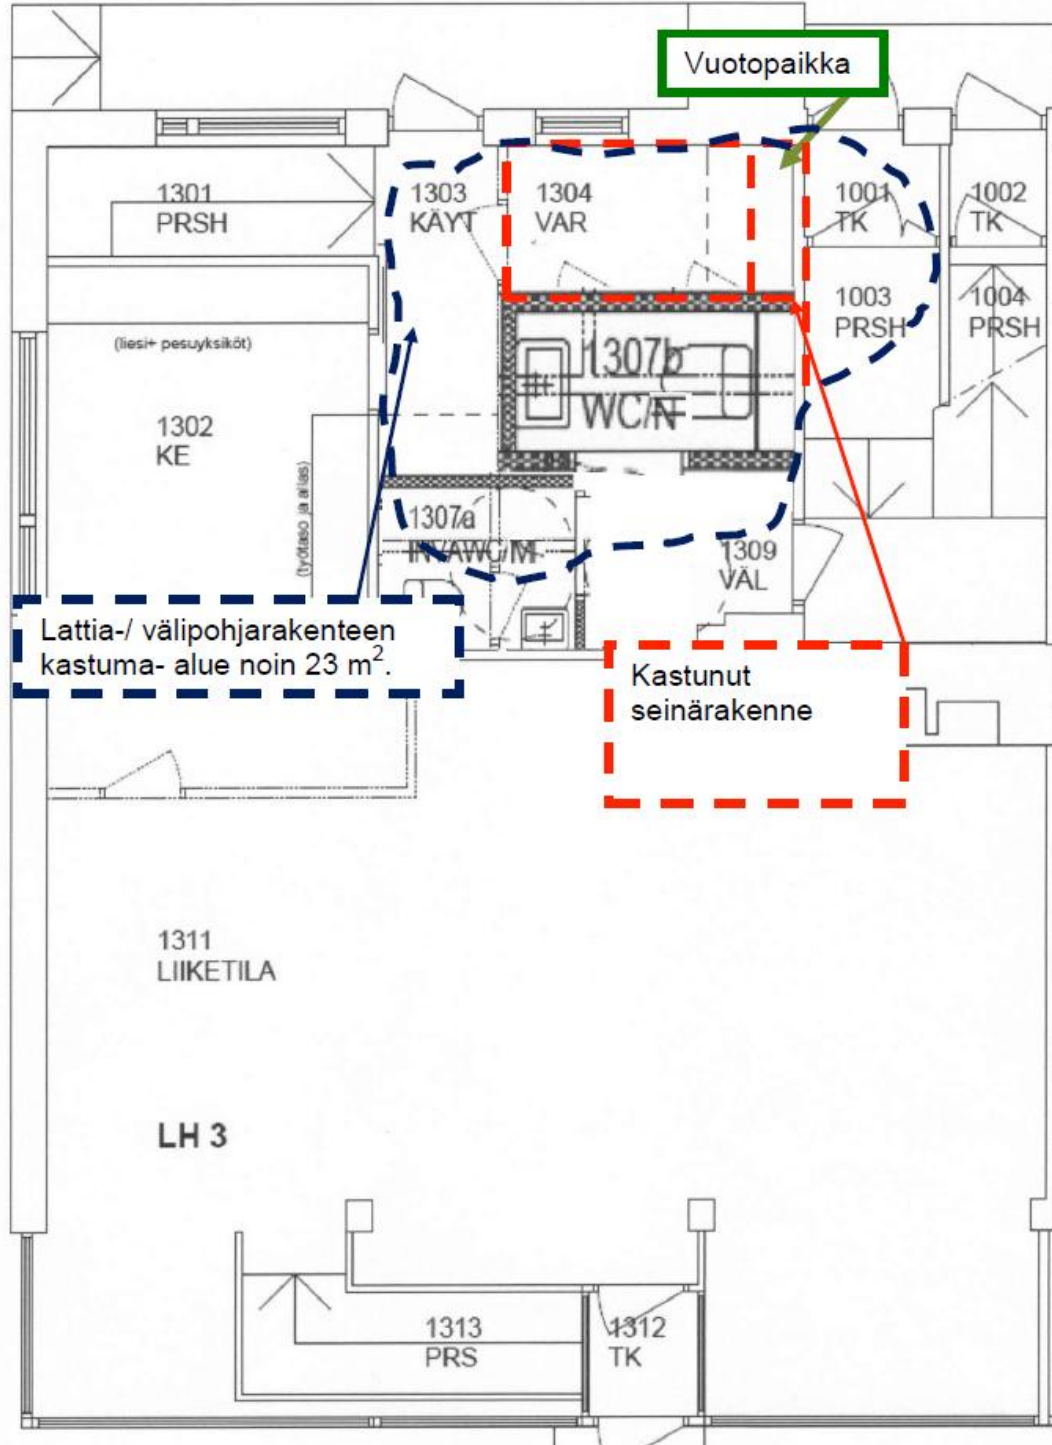 Vuotopaikka
1301
PRSH
1303
KÄYT
1304
VAR
1001
TK
1002
TK
1003
PRSH
1004
PRSH
(liesi+ pesuyksiköt)
1307b
WC/N
1302
KE
(työtaso ja allas)
1307a
INVAWC/M
1309
VÄL
Lattia-/ välipohjarakenteen
kastuma- alue noin 23 m².
Kastunut
seinärakenne
1311
LIIKETILA
LH 3
1313
PRS
1312
TK